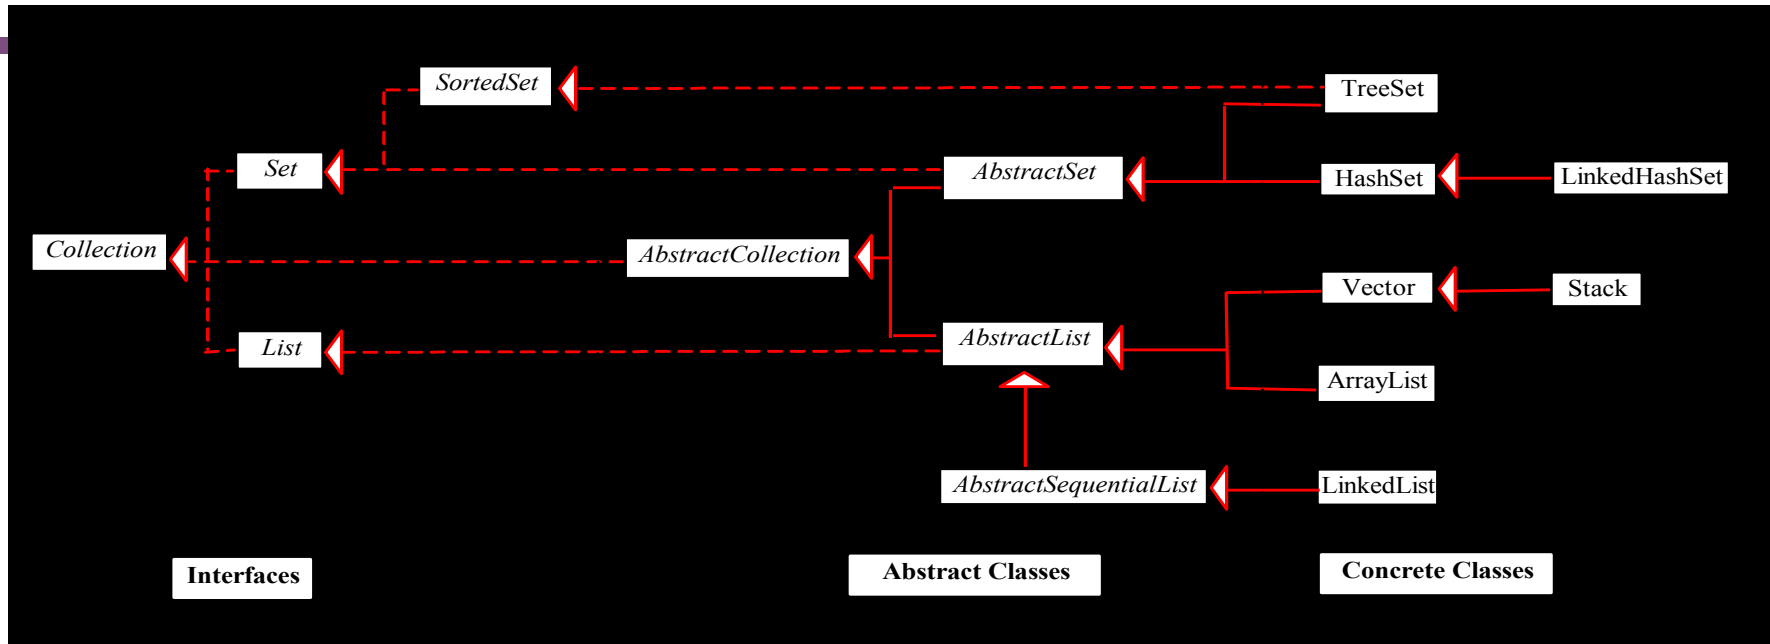 SortedSet
TreeSet
Set
AbstractSet
HashSet
LinkedHashSet
Collection
AbstractCollection
Vector
Stack
List
AbstractList
ArrayList
AbstractSequentialList
LinkedList
Interfaces
Abstract Classes
Concrete Classes